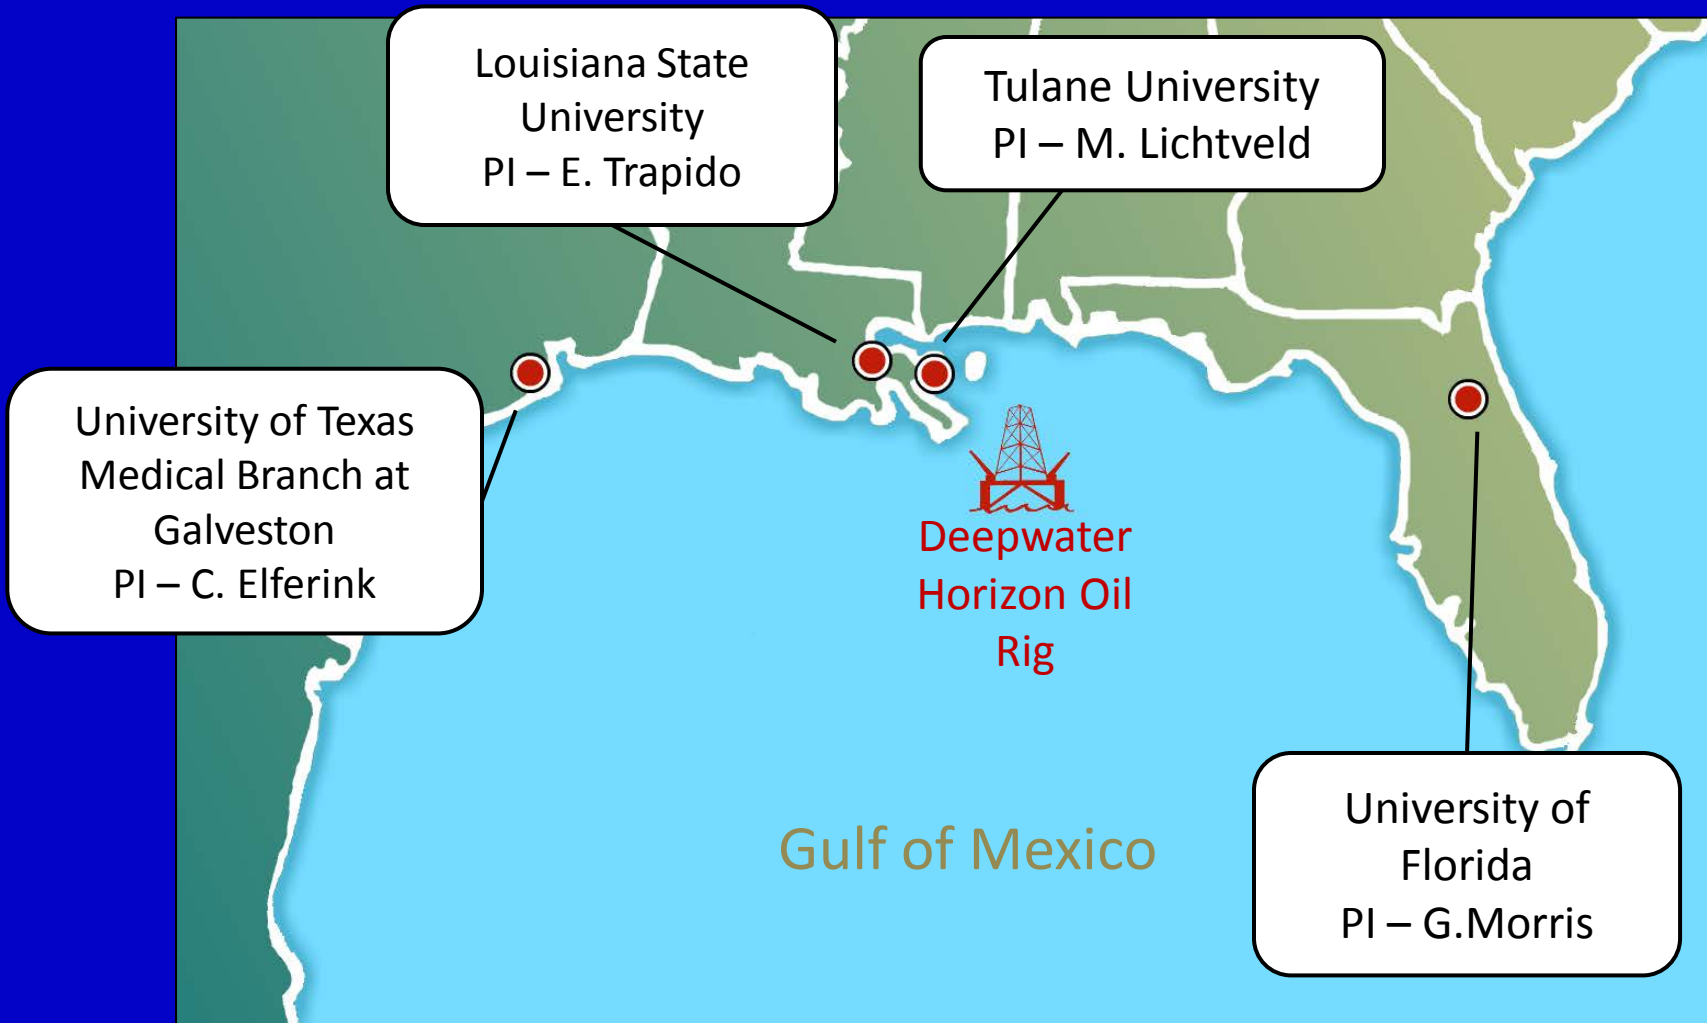 Louisiana State
University
PI – E. Trapido
Tulane University
PI – M. Lichtveld
University of Texas
Medical Branch at
Galveston
PI – C. Elferink
Deepwater
Horizon Oil
Rig
Gulf of Mexico
University of
Florida
PI – G.Morris